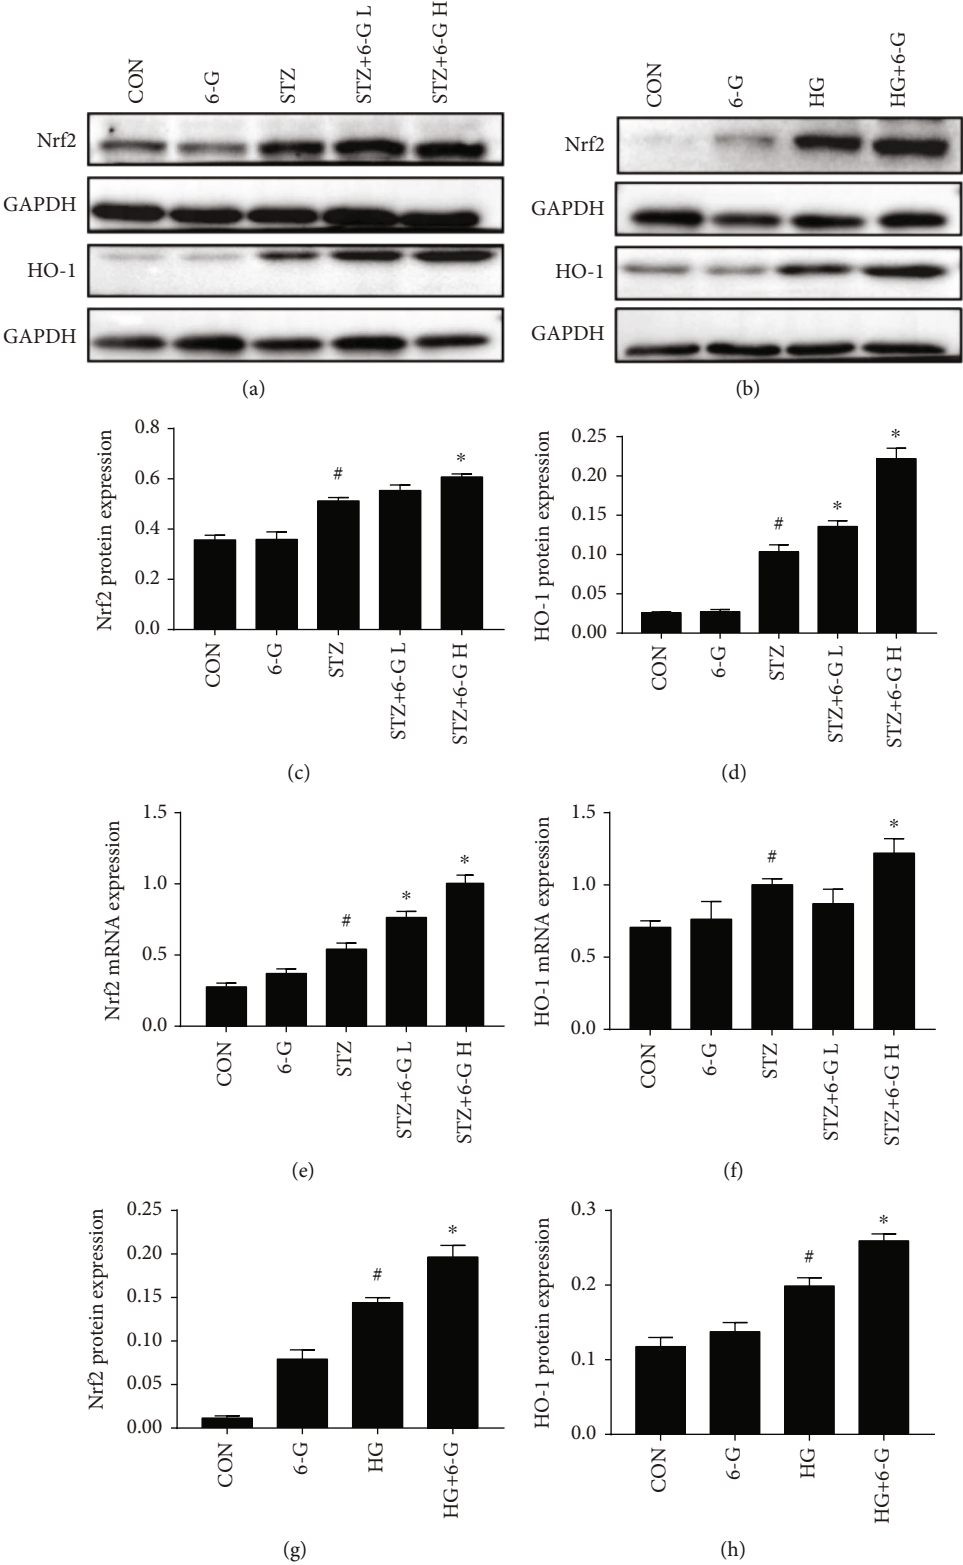 CON 6-G STZ STZ+6-G L STZ+6-G H
Nrf2
GAPDH
HO-1
GAPDH
(a)
CON 6-G HG HG+6-G
Nrf2
GAPDH
HO-1
GAPDH
(b)
Nrf2 protein expression
0.8
0.6
0.4
0.2
0.0
# *
CON 6-G STZ STZ+6-G L STZ+6-G H
(c)
HO-1 protein expression
0.25
0.20
0.15
0.10
0.05
0.00
# * *
CON 6-G STZ STZ+6-G L STZ+6-G H
(d)
Nrf2 mRNA expression
1.5
1.0
0.5
0.0
# * *
CON 6-G STZ STZ+6-G L STZ+6-G H
(e)
HO-1 mRNA expression
1.5
1.0
0.5
0.0
# *
CON 6-G STZ STZ+6-G L STZ+6-G H
(f)
Nrf2 protein expression
0.25
0.20
0.15
0.10
0.05
0.00
# *
CON 6-G HG HG+6-G
(g)
HO-1 protein expression
0.3
0.2
0.1
0.0
# *
CON 6-G HG HG+6-G
(h)